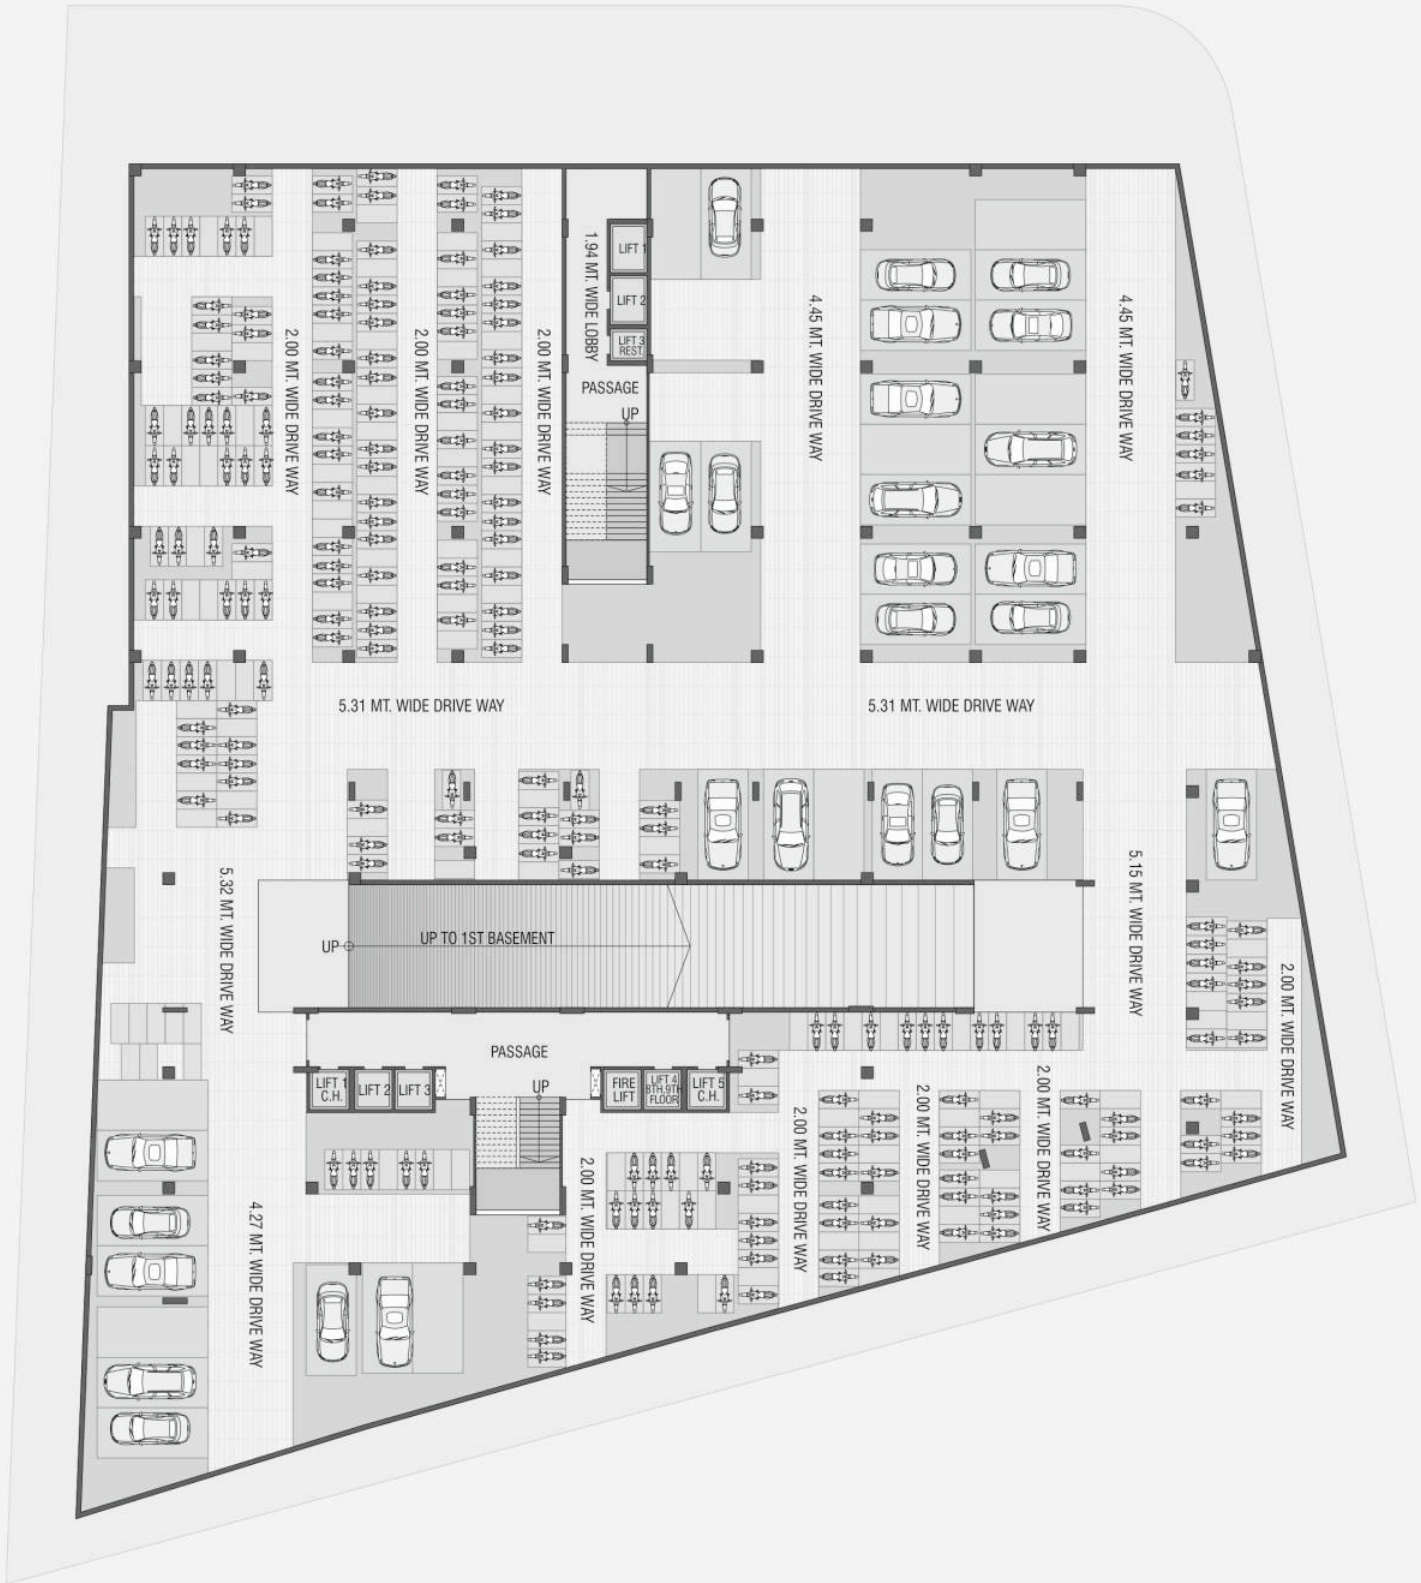 LIFT 1
LIFT 2
LIFT 3
REST.
1.94 MT. WIDE LOBBY
PASSAGE
UP
2.00 MT. WIDE DRIVE WAY
2.00 MT. WIDE DRIVE WAY
2.00 MT. WIDE DRIVE WAY
4.45 MT. WIDE DRIVE WAY
4.45 MT. WIDE DRIVE WAY
5.31 MT. WIDE DRIVE WAY
5.31 MT. WIDE DRIVE WAY
5.32 MT. WIDE DRIVE WAY
UP
UP TO 1ST BASEMENT
5.15 MT. WIDE DRIVE WAY
2.00 MT. WIDE DRIVE WAY
PASSAGE
LIFT 1
C.H.
LIFT 2
LIFT 3
UP
FIRE
LIFT
LIFT 4
8TH,9TH
FLOOR
LIFT 5
C.H.
2.00 MT. WIDE DRIVE WAY
2.00 MT. WIDE DRIVE WAY
2.00 MT. WIDE DRIVE WAY
2.00 MT. WIDE DRIVE WAY
4.27 MT. WIDE DRIVE WAY